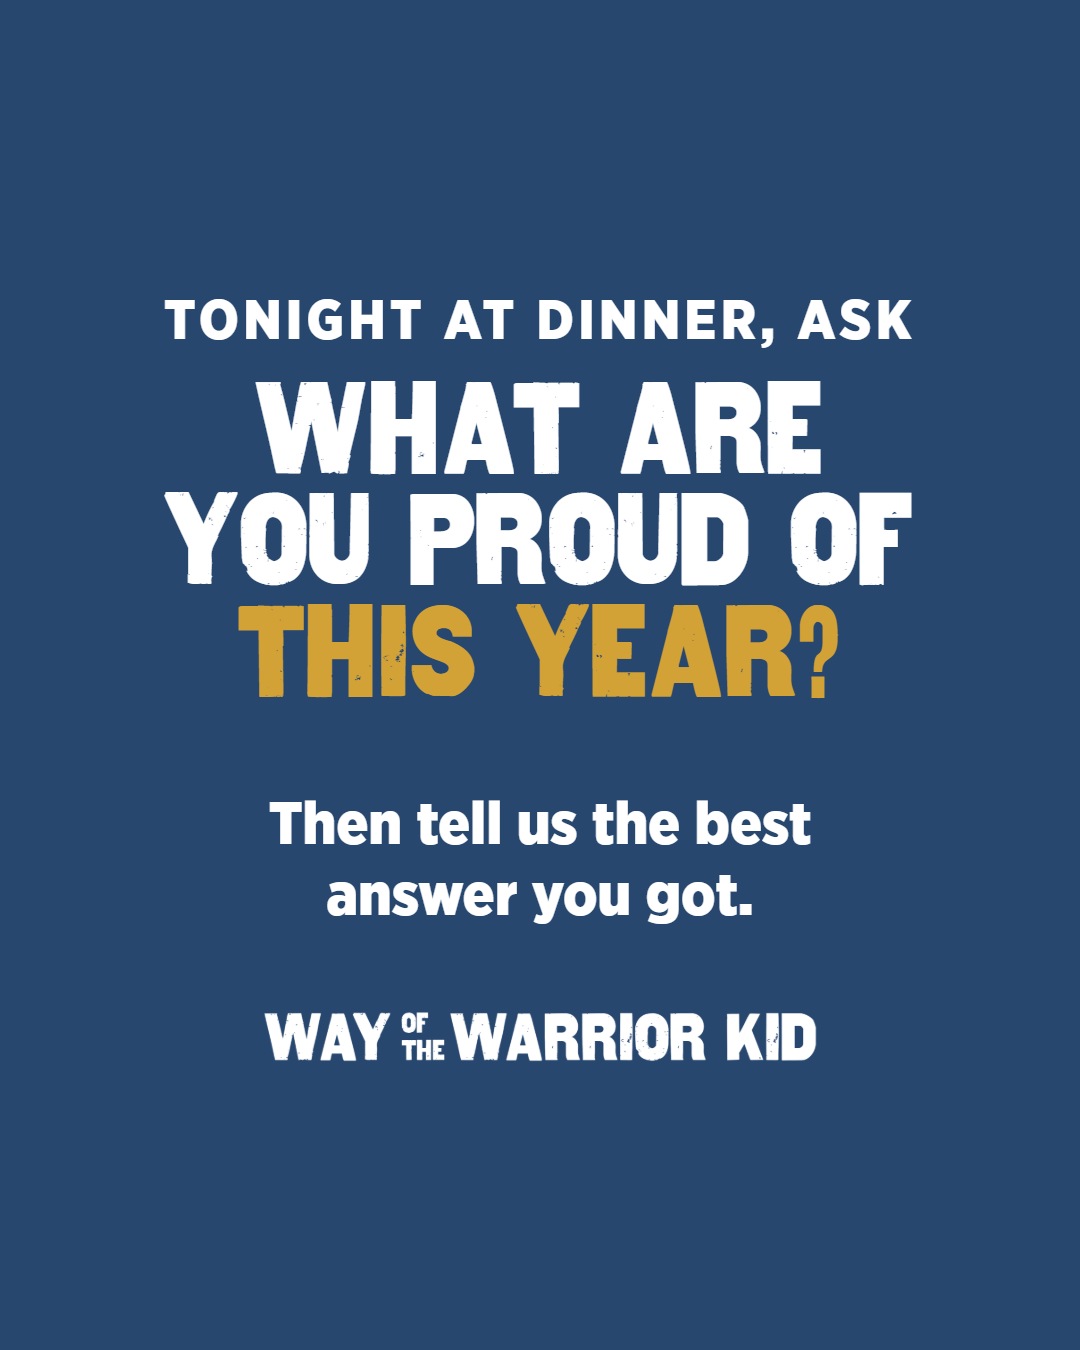 TONIGHT AT DINNER, ASK
WHAT ARE
YOU PROUD OF
THIS YEAR?
Then tell us the best
answer you got.
WAY OF THE WARRIOR KID